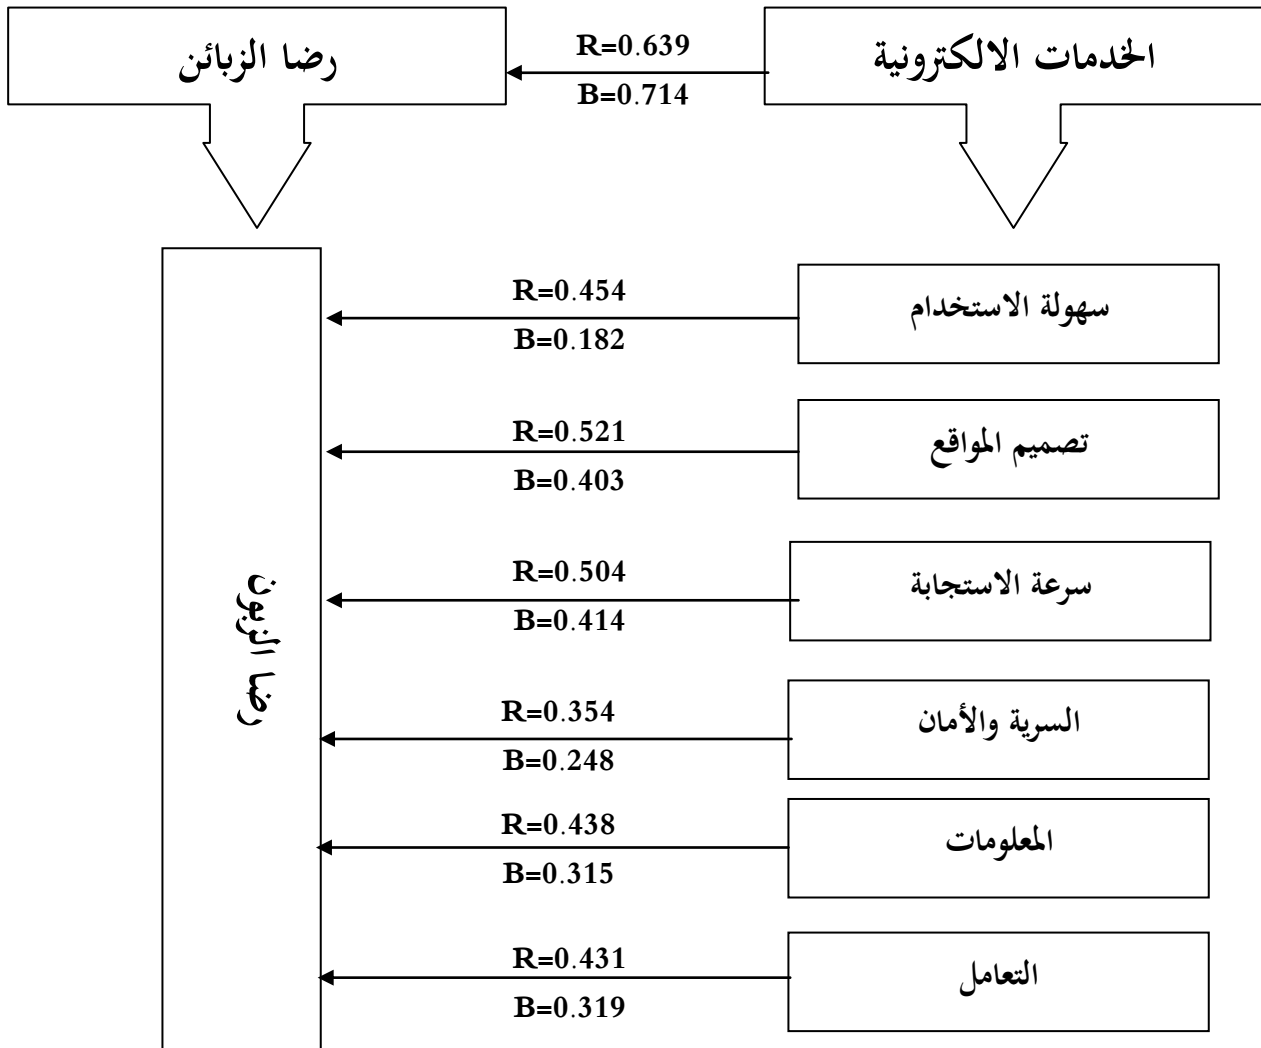 الخدمات الالكترونية
R=0.639
B=0.714
رضا الزبائن
سهولة الاستخدام
R=0.454
B=0.182
تصميم المواقع
R=0.521
B=0.403
سرعة الاستجابة
R=0.504
B=0.414
السرية والأمان
R=0.354
B=0.248
المعلومات
R=0.438
B=0.315
التعامل
R=0.431
B=0.319
رضا الزبون